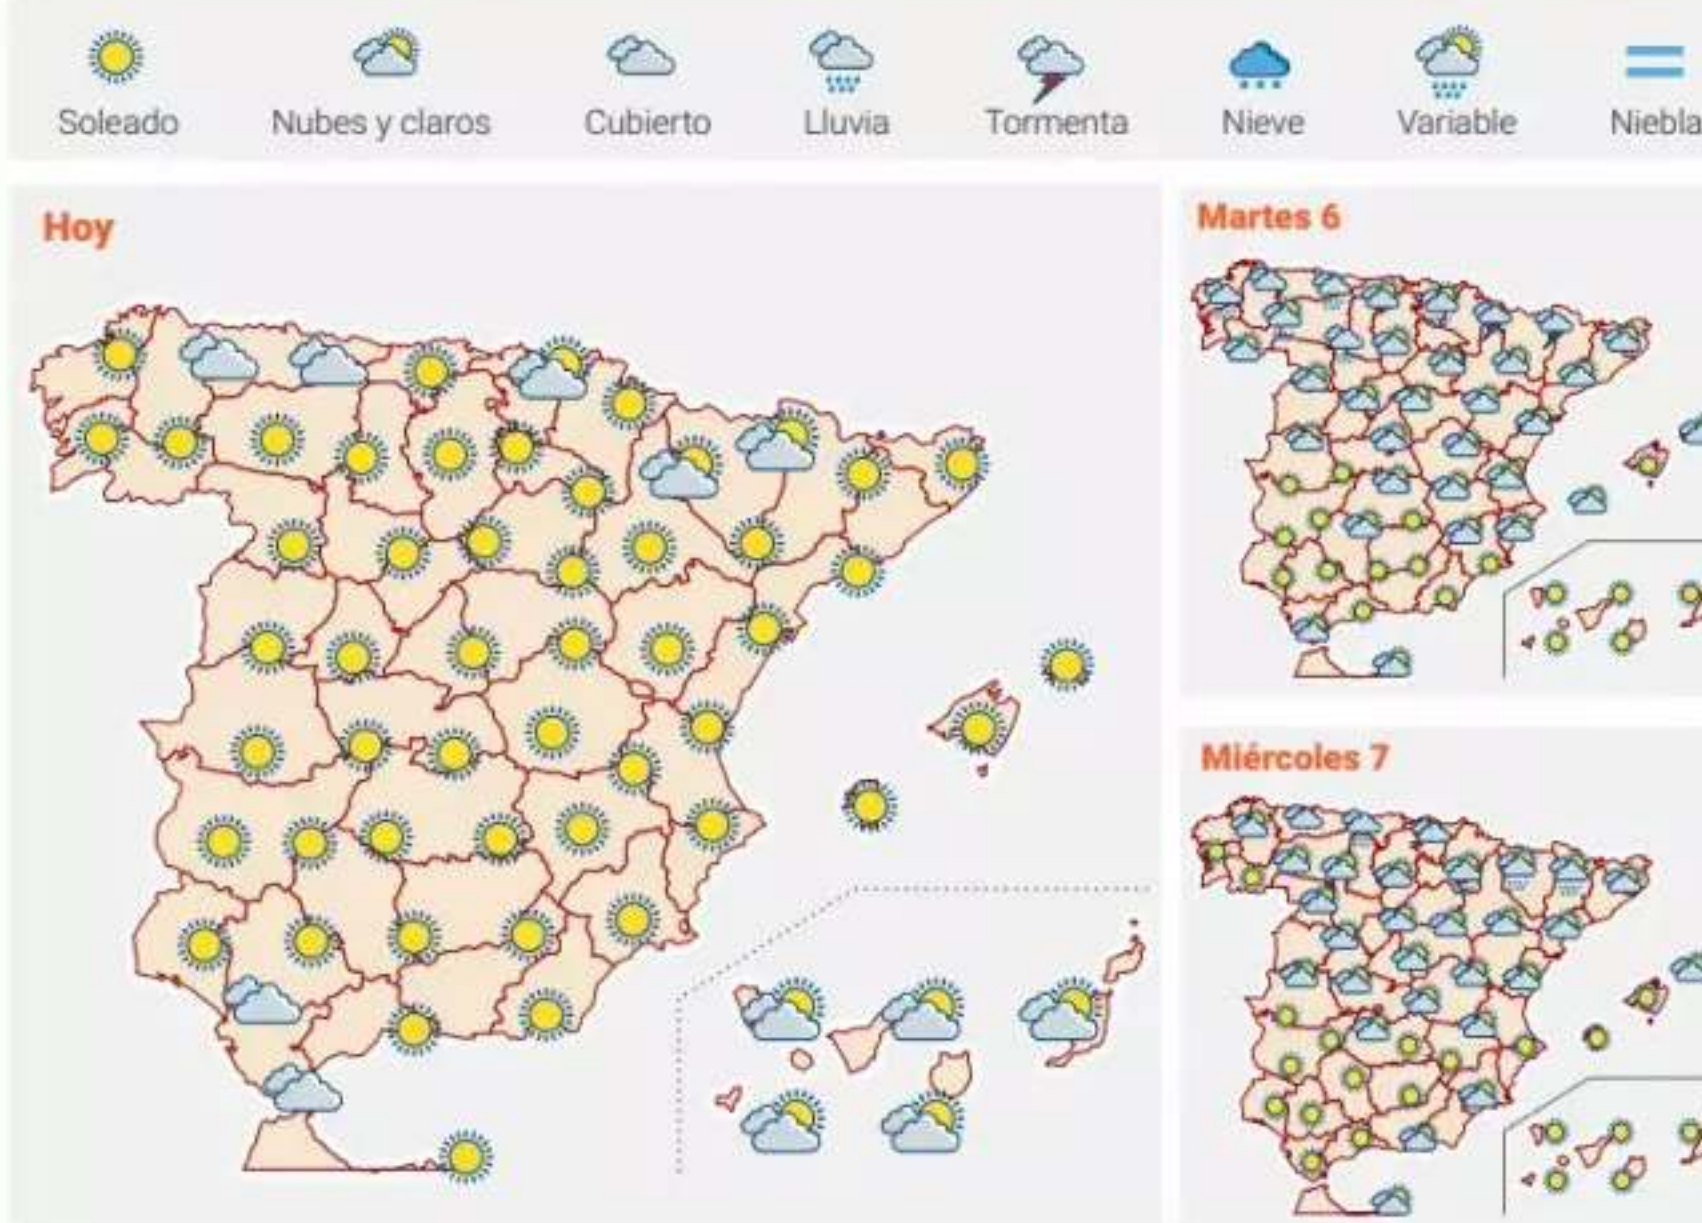 Soleado
Nubes y claros
Cubierto
Lluvia
Tormenta
Nieve
Variable
Niebla
Hoy
Martes 6
Miércoles 7